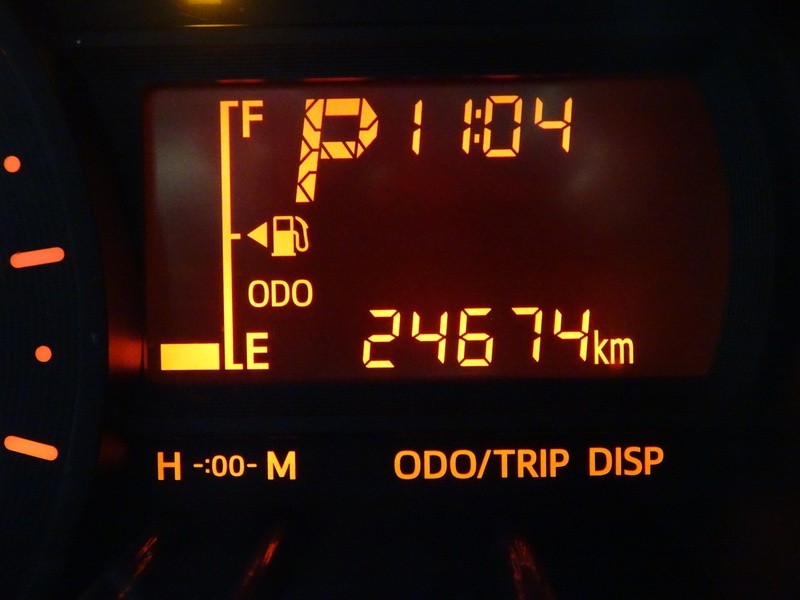 F P 11:04
ODO
E 24674km
H -:00- M ODO/TRIP DISP